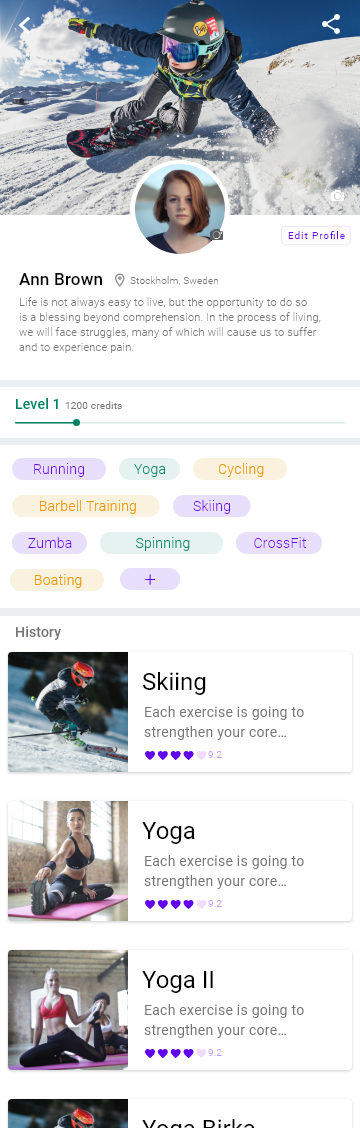 Edit Profile
Ann Brown
Stockholm, Sweden
Life is not always easy to live, but the opportunity to do so
is a blessing beyond comprehension. In the process of living,
we will face struggles, many of which will cause us to suffer
and to experience pain.
Level 1 1200 credits
Running Yoga Cycling
Barbell Training Skiing
Zumba Spinning CrossFit
Boating +
History
Skiing
Each exercise is going to
strengthen your core…
9.2
Yoga
Each exercise is going to
strengthen your core…
9.2
Yoga II
Each exercise is going to
strengthen your core…
9.2
Yoga Birka